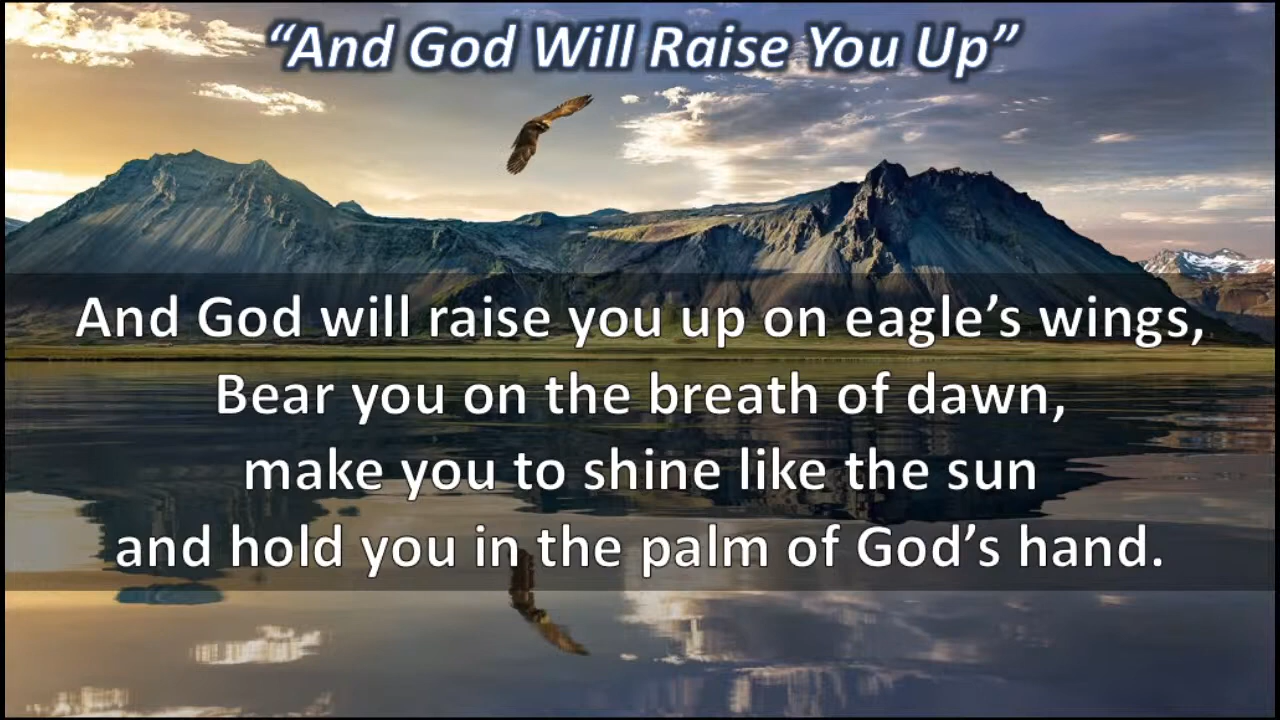 “And God Will Raise You Up”
And God will raise you up on eagle’s wings,
Bear you on the breath of dawn,
make you to shine like the sun
and hold you in the palm of God’s hand.